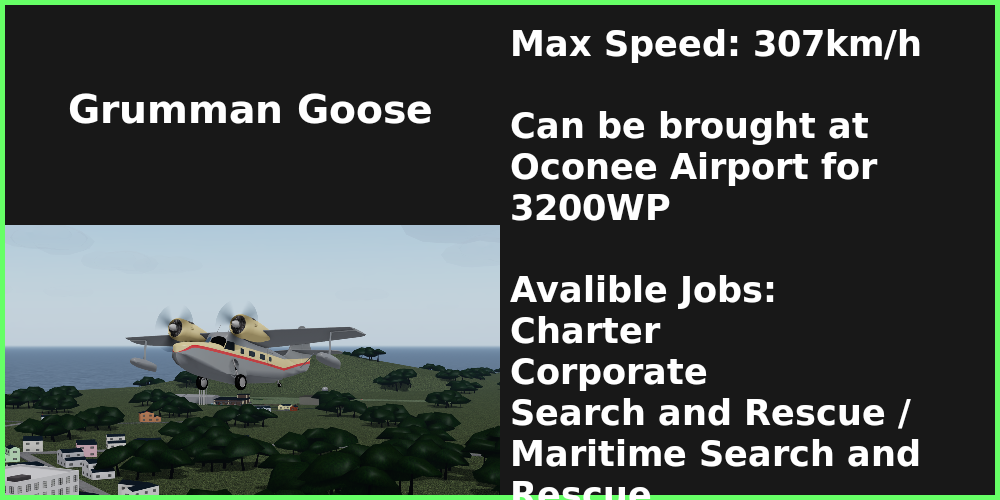 Grumman Goose
Max Speed: 307km/h
Can be brought at
Oconee Airport for
3200WP
Avalible Jobs:
Charter
Corporate
Search and Rescue /
Maritime Search and
Rescue